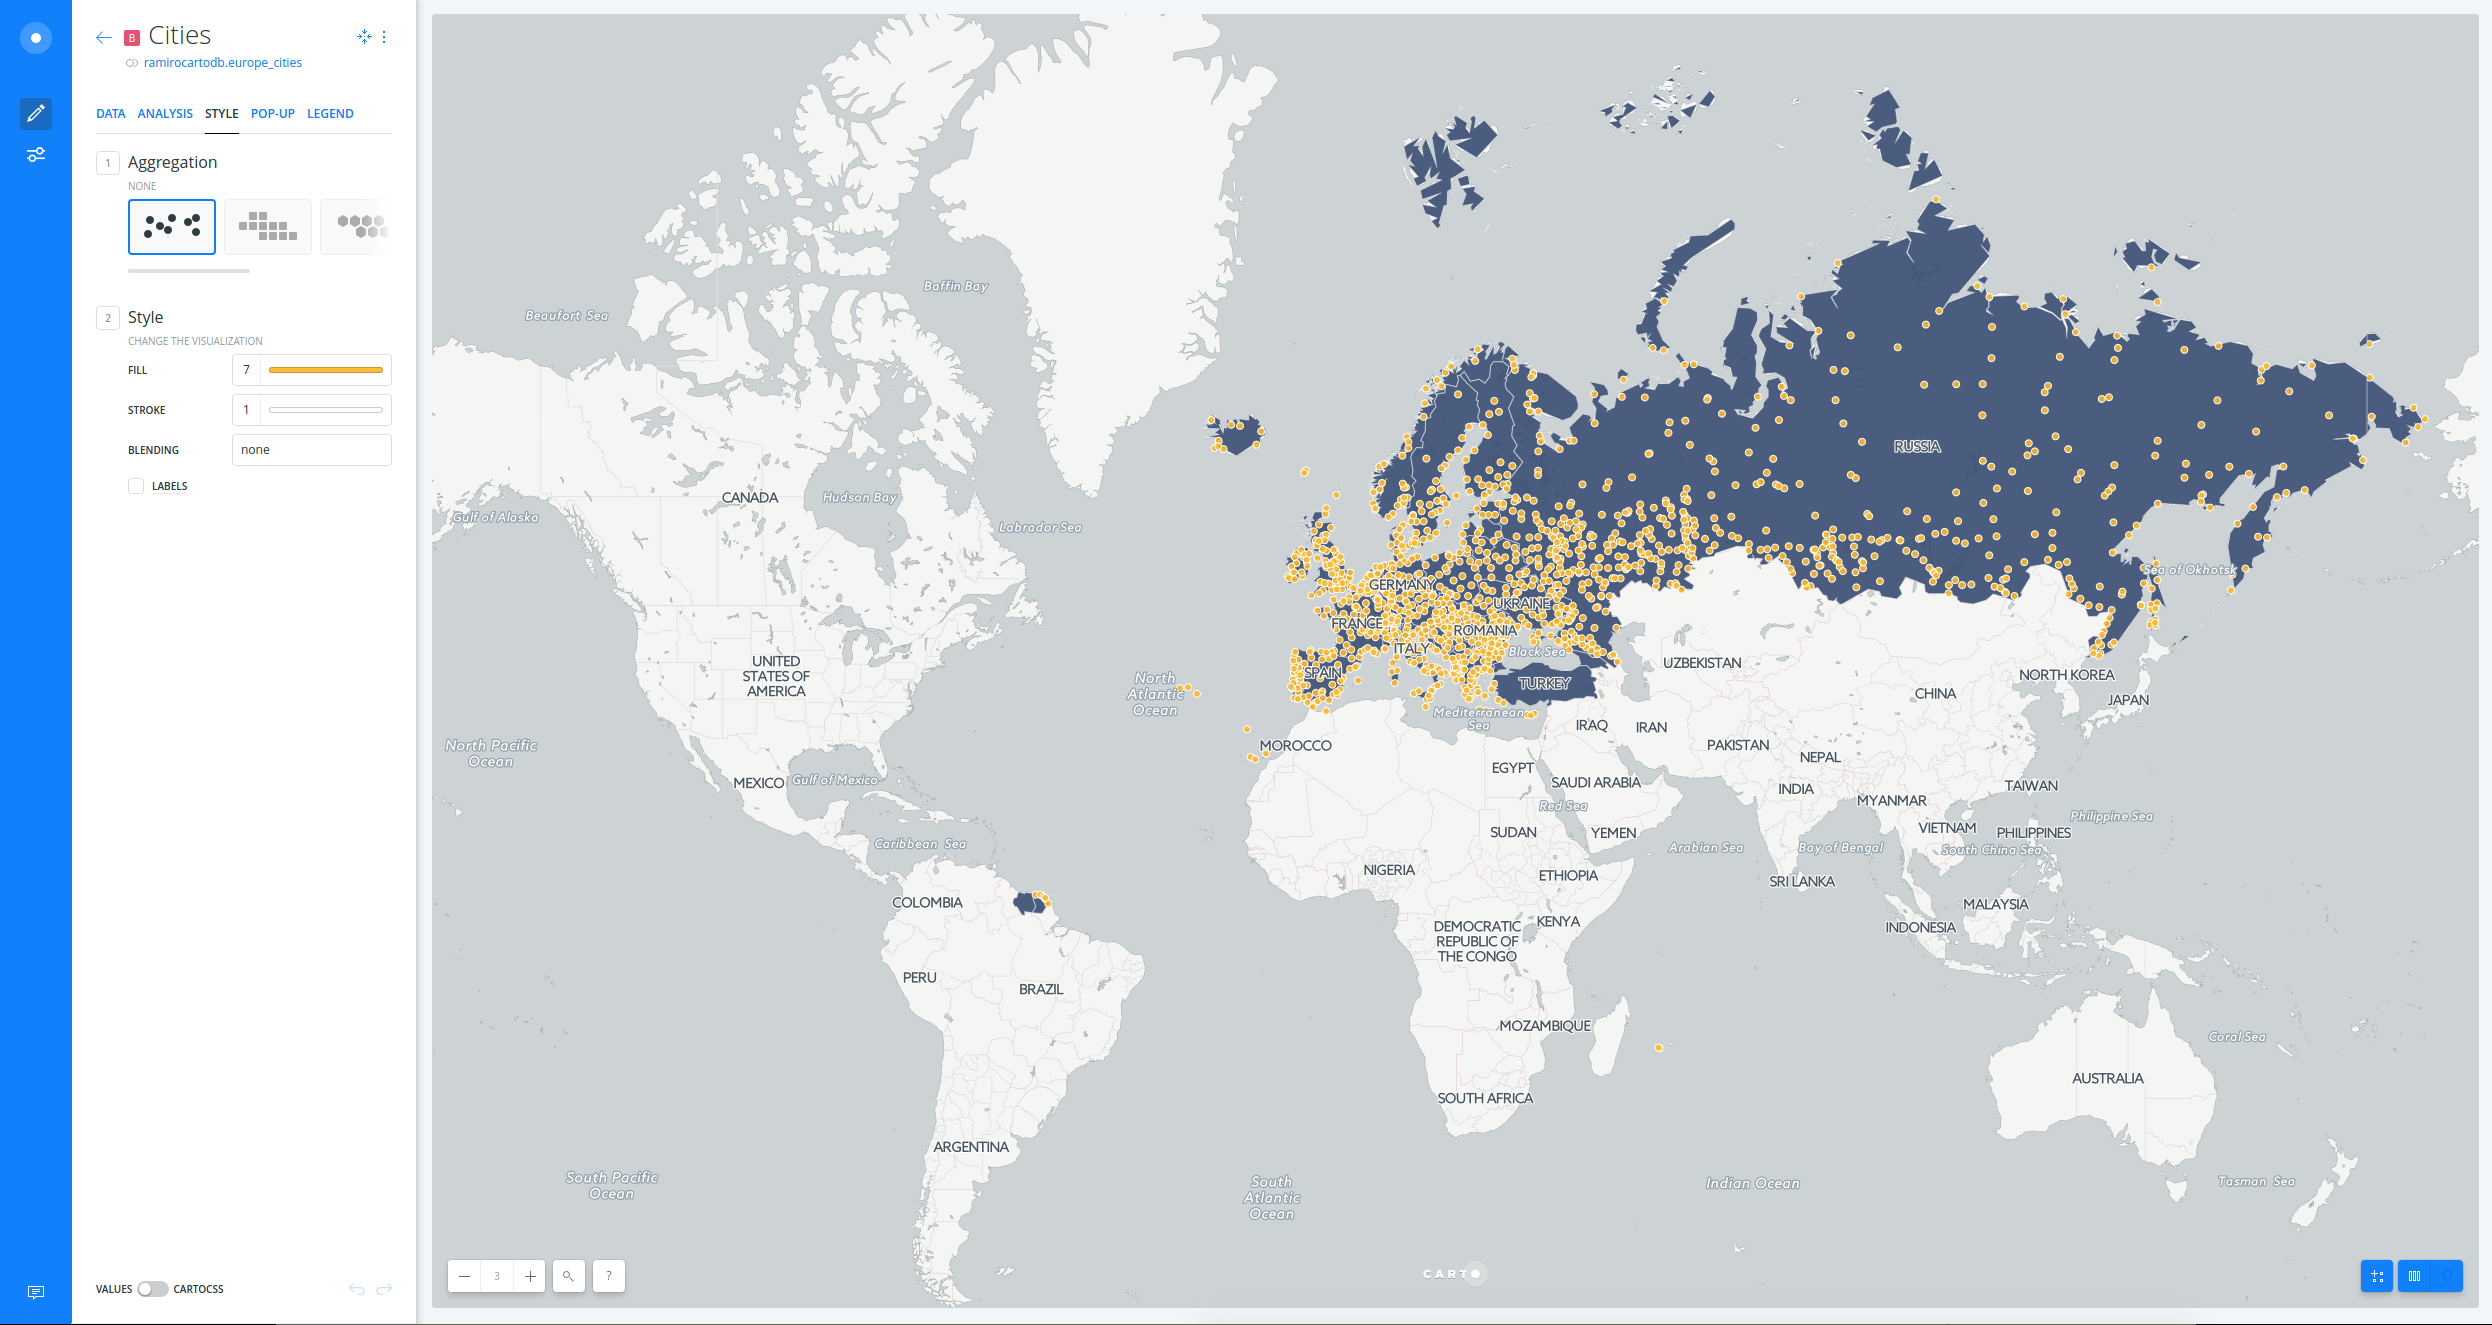 B Cities
ramirocartodb.europe_cities
DATA ANALYSIS STYLE POP-UP LEGEND
1 Aggregation
NONE
2 Style
CHANGE THE VISUALIZATION
FILL 7
STROKE 1
BLENDING none
LABELS
VALUES CARTOCSS
Baffin Bay
Beaufort Sea
RUSSIA
CANADA
Hudson Bay
Gulf of Alaska
Labrador Sea
Sea of Okhotsk
GERMANY
UKRAINE
FRANCE
ROMANIA
ITALY
Black Sea
UNITED
STATES OF
AMERICA
SPAIN
UZBEKISTAN
NORTH KOREA
TURKEY
North
Atlantic
Ocean
CHINA
JAPAN
Mediterranean
Sea
IRAQ
IRAN
North Pacific
Ocean
MOROCCO
PAKISTAN
NEPAL
EGYPT
MEXICO
Gulf of Mexico
SAUDI ARABIA
INDIA
TAIWAN
Red Sea
MYANMAR
Philippine Sea
SUDAN
YEMEN
VIETNAM
PHILIPPINES
Caribbean Sea
Arabian Sea
Bay of Bengal
South China Sea
NIGERIA
ETHIOPIA
SRI LANKA
COLOMBIA
MALAYSIA
KENYA
INDONESIA
DEMOCRATIC
REPUBLIC OF
THE CONGO
PERU
BRAZIL
MOZAMBIQUE
Coral Sea
AUSTRALIA
SOUTH AFRICA
ARGENTINA
South Pacific
Ocean
South
Atlantic
Ocean
Indian Ocean
Tasman Sea
3
?
CARTO